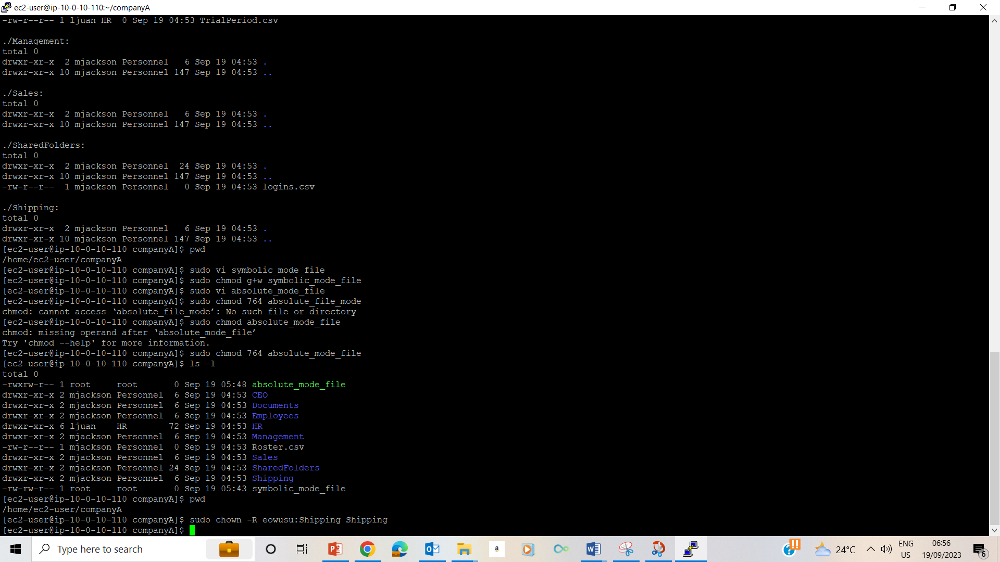 ec2-user@ip-10-0-10-110:~/companyA
-rw-r--r-- 1 ljuan HR  0 Sep 19 04:53 TrialPeriod.csv
./Management:
total 0
drwxr-xr-x  2 mjackson Personnel   6 Sep 19 04:53 .
drwxr-xr-x 10 mjackson Personnel 147 Sep 19 04:53 ..
./Sales:
total 0
drwxr-xr-x  2 mjackson Personnel   6 Sep 19 04:53 .
drwxr-xr-x 10 mjackson Personnel 147 Sep 19 04:53 ..
./SharedFolders:
total 0
drwxr-xr-x  2 mjackson Personnel  24 Sep 19 04:53 .
drwxr-xr-x 10 mjackson Personnel 147 Sep 19 04:53 ..
-rw-r--r--  1 mjackson Personnel   0 Sep 19 04:53 logins.csv
./Shipping:
total 0
drwxr-xr-x  2 mjackson Personnel   6 Sep 19 04:53 .
drwxr-xr-x 10 mjackson Personnel 147 Sep 19 04:53 ..
[ec2-user@ip-10-0-10-110 companyA]$ pwd
/home/ec2-user/companyA
[ec2-user@ip-10-0-10-110 companyA]$ sudo vi symbolic_mode_file
[ec2-user@ip-10-0-10-110 companyA]$ sudo chmod g+w symbolic_mode_file
[ec2-user@ip-10-0-10-110 companyA]$ sudo vi absolute_mode_file
[ec2-user@ip-10-0-10-110 companyA]$ sudo chmod 764 absolute_file_mode
chmod: cannot access ‘absolute_file_mode’: No such file or directory
[ec2-user@ip-10-0-10-110 companyA]$ sudo chmod absolute_mode_file
chmod: missing operand after ‘absolute_mode_file’
Try 'chmod --help' for more information.
[ec2-user@ip-10-0-10-110 companyA]$ sudo chmod 764 absolute_mode_file
[ec2-user@ip-10-0-10-110 companyA]$ ls -l
total 0
-rwxrw-r-- 1 root     root       0 Sep 19 05:48 absolute_mode_file
drwxr-xr-x 2 mjackson Personnel  6 Sep 19 04:53 CEO
drwxr-xr-x 2 mjackson Personnel  6 Sep 19 04:53 Documents
drwxr-xr-x 2 mjackson Personnel  6 Sep 19 04:53 Employees
drwxr-xr-x 6 ljuan    HR        72 Sep 19 04:53 HR
drwxr-xr-x 2 mjackson Personnel  6 Sep 19 04:53 Management
-rw-r--r-- 1 mjackson Personnel  0 Sep 19 04:53 Roster.csv
drwxr-xr-x 2 mjackson Personnel  6 Sep 19 04:53 Sales
drwxr-xr-x 2 mjackson Personnel 24 Sep 19 04:53 SharedFolders
drwxr-xr-x 2 mjackson Personnel  6 Sep 19 04:53 Shipping
-rw-rw-r-- 1 root     root       0 Sep 19 05:43 symbolic_mode_file
[ec2-user@ip-10-0-10-110 companyA]$ pwd
/home/ec2-user/companyA
[ec2-user@ip-10-0-10-110 companyA]$ sudo chown -R eowusu:Shipping Shipping
[ec2-user@ip-10-0-10-110 companyA]$
Type here to search
a
24°C
ENG
US
06:56
19/09/2023
6